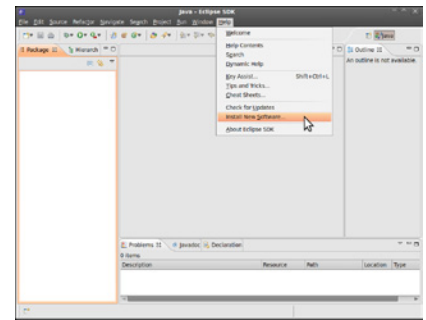 Java - Eclipse SDK
File Edit Source Refactor Navigate Search Project Run Window Help
Welcome
Help Contents
Search
Dynamic Help
Key Assist... Shift+Ctrl+L
Tips and Tricks...
Cheat Sheets...
Check for Updates
Install New Software...
About Eclipse SDK
Java
Package
Hierarch
Outline
An outline is not available.
Problems Javadoc Declaration
0 items
Description Resource Path Location Type